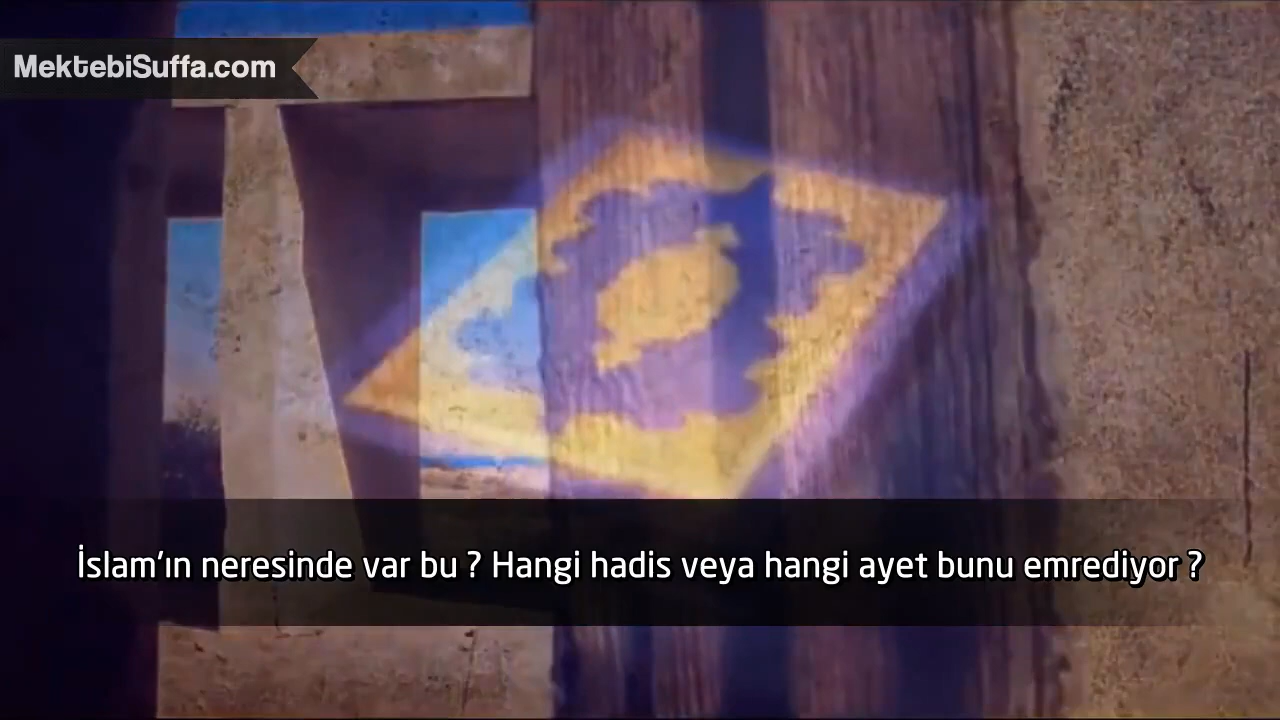 MektebiSuffa.com
İslam'ın neresinde var bu ? Hangi hadis veya hangi ayet bunu emrediyor ?